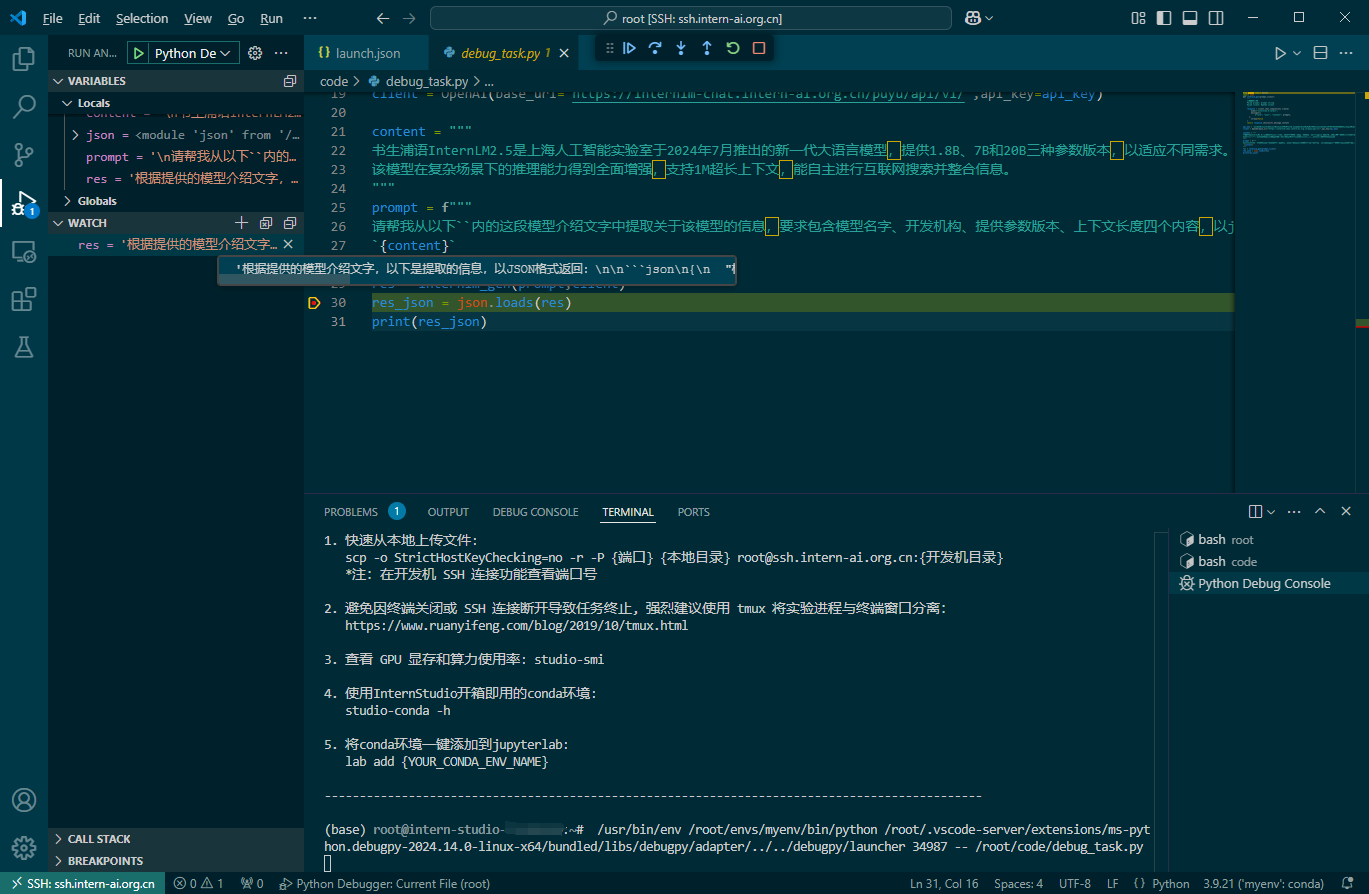 File Edit Selection View Go Run ···
root [SSH: ssh.intern-ai.org.cn]
RUN AN... Python De
{} launch.json
debug_task.py 1
VARIABLES
code > debug_task.py > ...
Locals
json = <module 'json' from '/...
prompt = '\n请帮我从以下``内的...
res = '根据提供的模型介绍文字，...
Globals
WATCH
res = '根据提供的模型介绍文字...
19 client = OpenAI(base_url="https://internlm-chat.intern-ai.org.cn/puyu/api/v1/",api_key=api_key)
20
21 content = """
22 书生浦语InternLM2.5是上海人工智能实验室于2024年7月推出的新一代大语言模型，提供1.8B、7B和20B三种参数版本，以适应不同需求。
23 该模型在复杂场景下的推理能力得到全面增强，支持1M超长上下文，能自主进行互联网搜索并整合信息。
24 """
25 prompt = f"""
26 请帮我从以下``内的这段模型介绍文字中提取关于该模型的信息，要求包含模型名字、开发机构、提供参数版本、上下文长度四个内容，以
27 `{content}`
'根据提供的模型介绍文字，以下是提取的信息，以JSON格式返回：\n\n```json\n{\n  "
30 res_json = json.loads(res)
31 print(res_json)
PROBLEMS 1 OUTPUT DEBUG CONSOLE TERMINAL PORTS
1. 快速从本地上传文件:
scp -o StrictHostKeyChecking=no -r -P {端口} {本地目录} root@ssh.intern-ai.org.cn:{开发机目录}
*注: 在开发机 SSH 连接功能查看端口号
2. 避免因终端关闭或 SSH 连接断开导致任务终止, 强烈建议使用 tmux 将实验进程与终端窗口分离:
https://www.ruanyifeng.com/blog/2019/10/tmux.html
3. 查看 GPU 显存和算力使用率: studio-smi
4. 使用InternStudio开箱即用的conda环境:
studio-conda -h
5. 将conda环境一键添加到jupyterlab:
lab add {YOUR_CONDA_ENV_NAME}
----------------------------------------------------------------------------------------------
(base) root@intern-studio- :~# /usr/bin/env /root/envs/myenv/bin/python /root/.vscode-server/extensions/ms-pyt
hon.debugpy-2024.14.0-linux-x64/bundled/libs/debugpy/adapter/../../debugpy/launcher 34987 -- /root/code/debug_task.py
bash root
bash code
Python Debug Console
CALL STACK
BREAKPOINTS
1
SSH: ssh.intern-ai.org.cn 0 1 0 Python Debugger: Current File (root) Ln 31, Col 16 Spaces: 4 UTF-8 LF {} Python 3.9.21 ('myenv': conda)